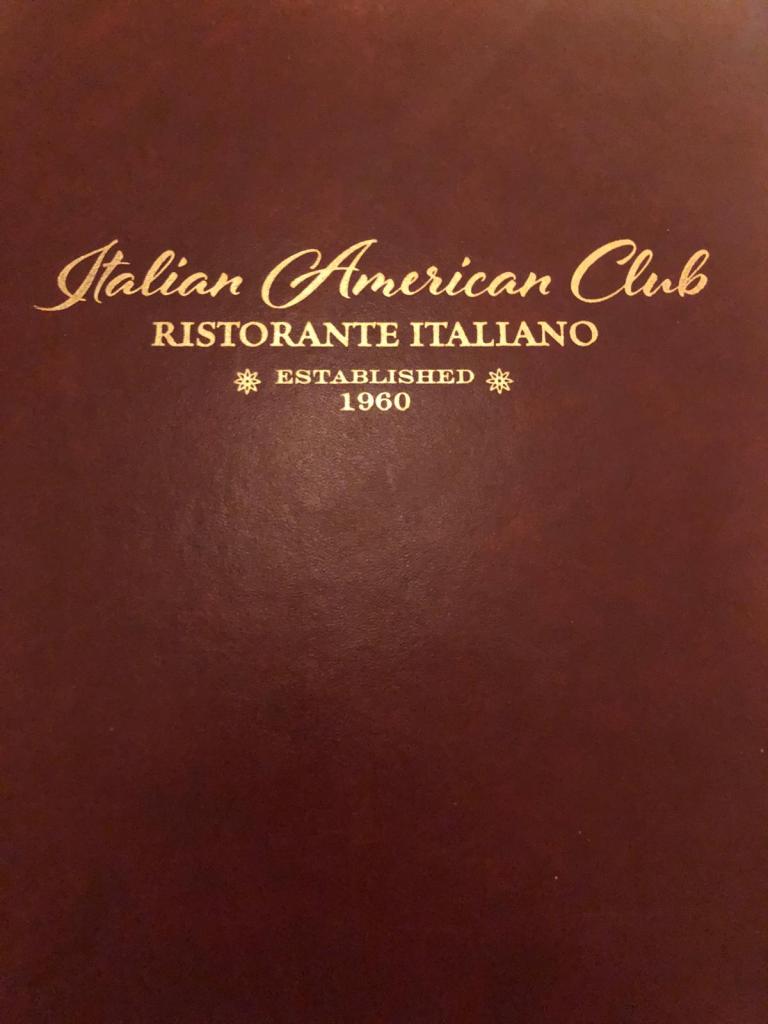 Italian American Club
RISTORANTE ITALIANO
ESTABLISHED
1960